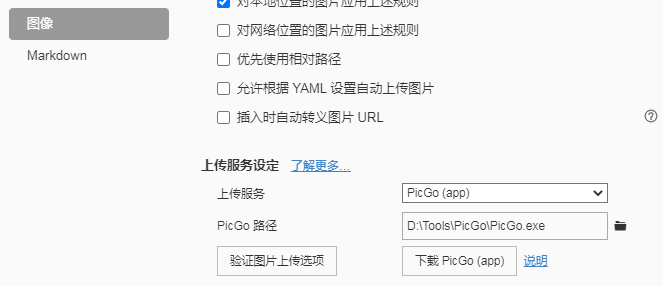 对本地位置的图片应用上述规则
图像
对网络位置的图片应用上述规则
Markdown
优先使用相对路径
允许根据 YAML 设置自动上传图片
插入时自动转义图片 URL
上传服务设定 了解更多...
上传服务 PicGo (app)
PicGo 路径 D:\Tools\PicGo\PicGo.exe
验证图片上传选项 下载 PicGo (app) 说明